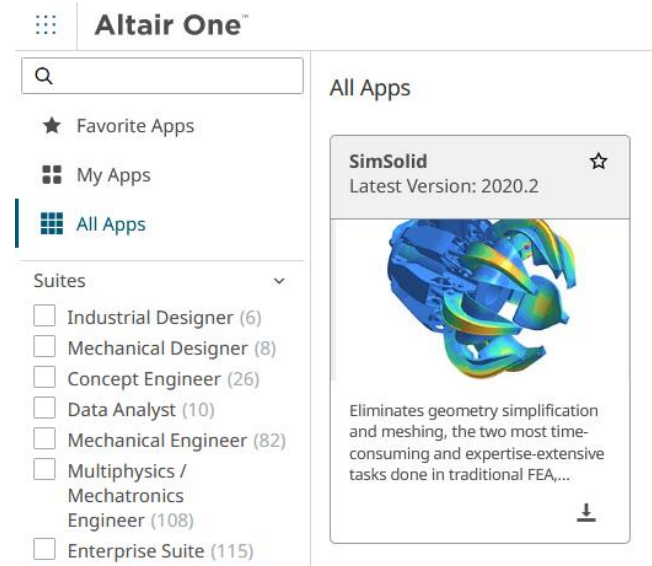 Altair One™
Favorite Apps
My Apps
All Apps
Suites
Industrial Designer (6)
Mechanical Designer (8)
Concept Engineer (26)
Data Analyst (10)
Mechanical Engineer (82)
Multiphysics /
Mechatronics
Engineer (108)
Enterprise Suite (115)
All Apps
SimSolid
Latest Version: 2020.2
Eliminates geometry simplification
and meshing, the two most time-
consuming and expertise-extensive
tasks done in traditional FEA,...